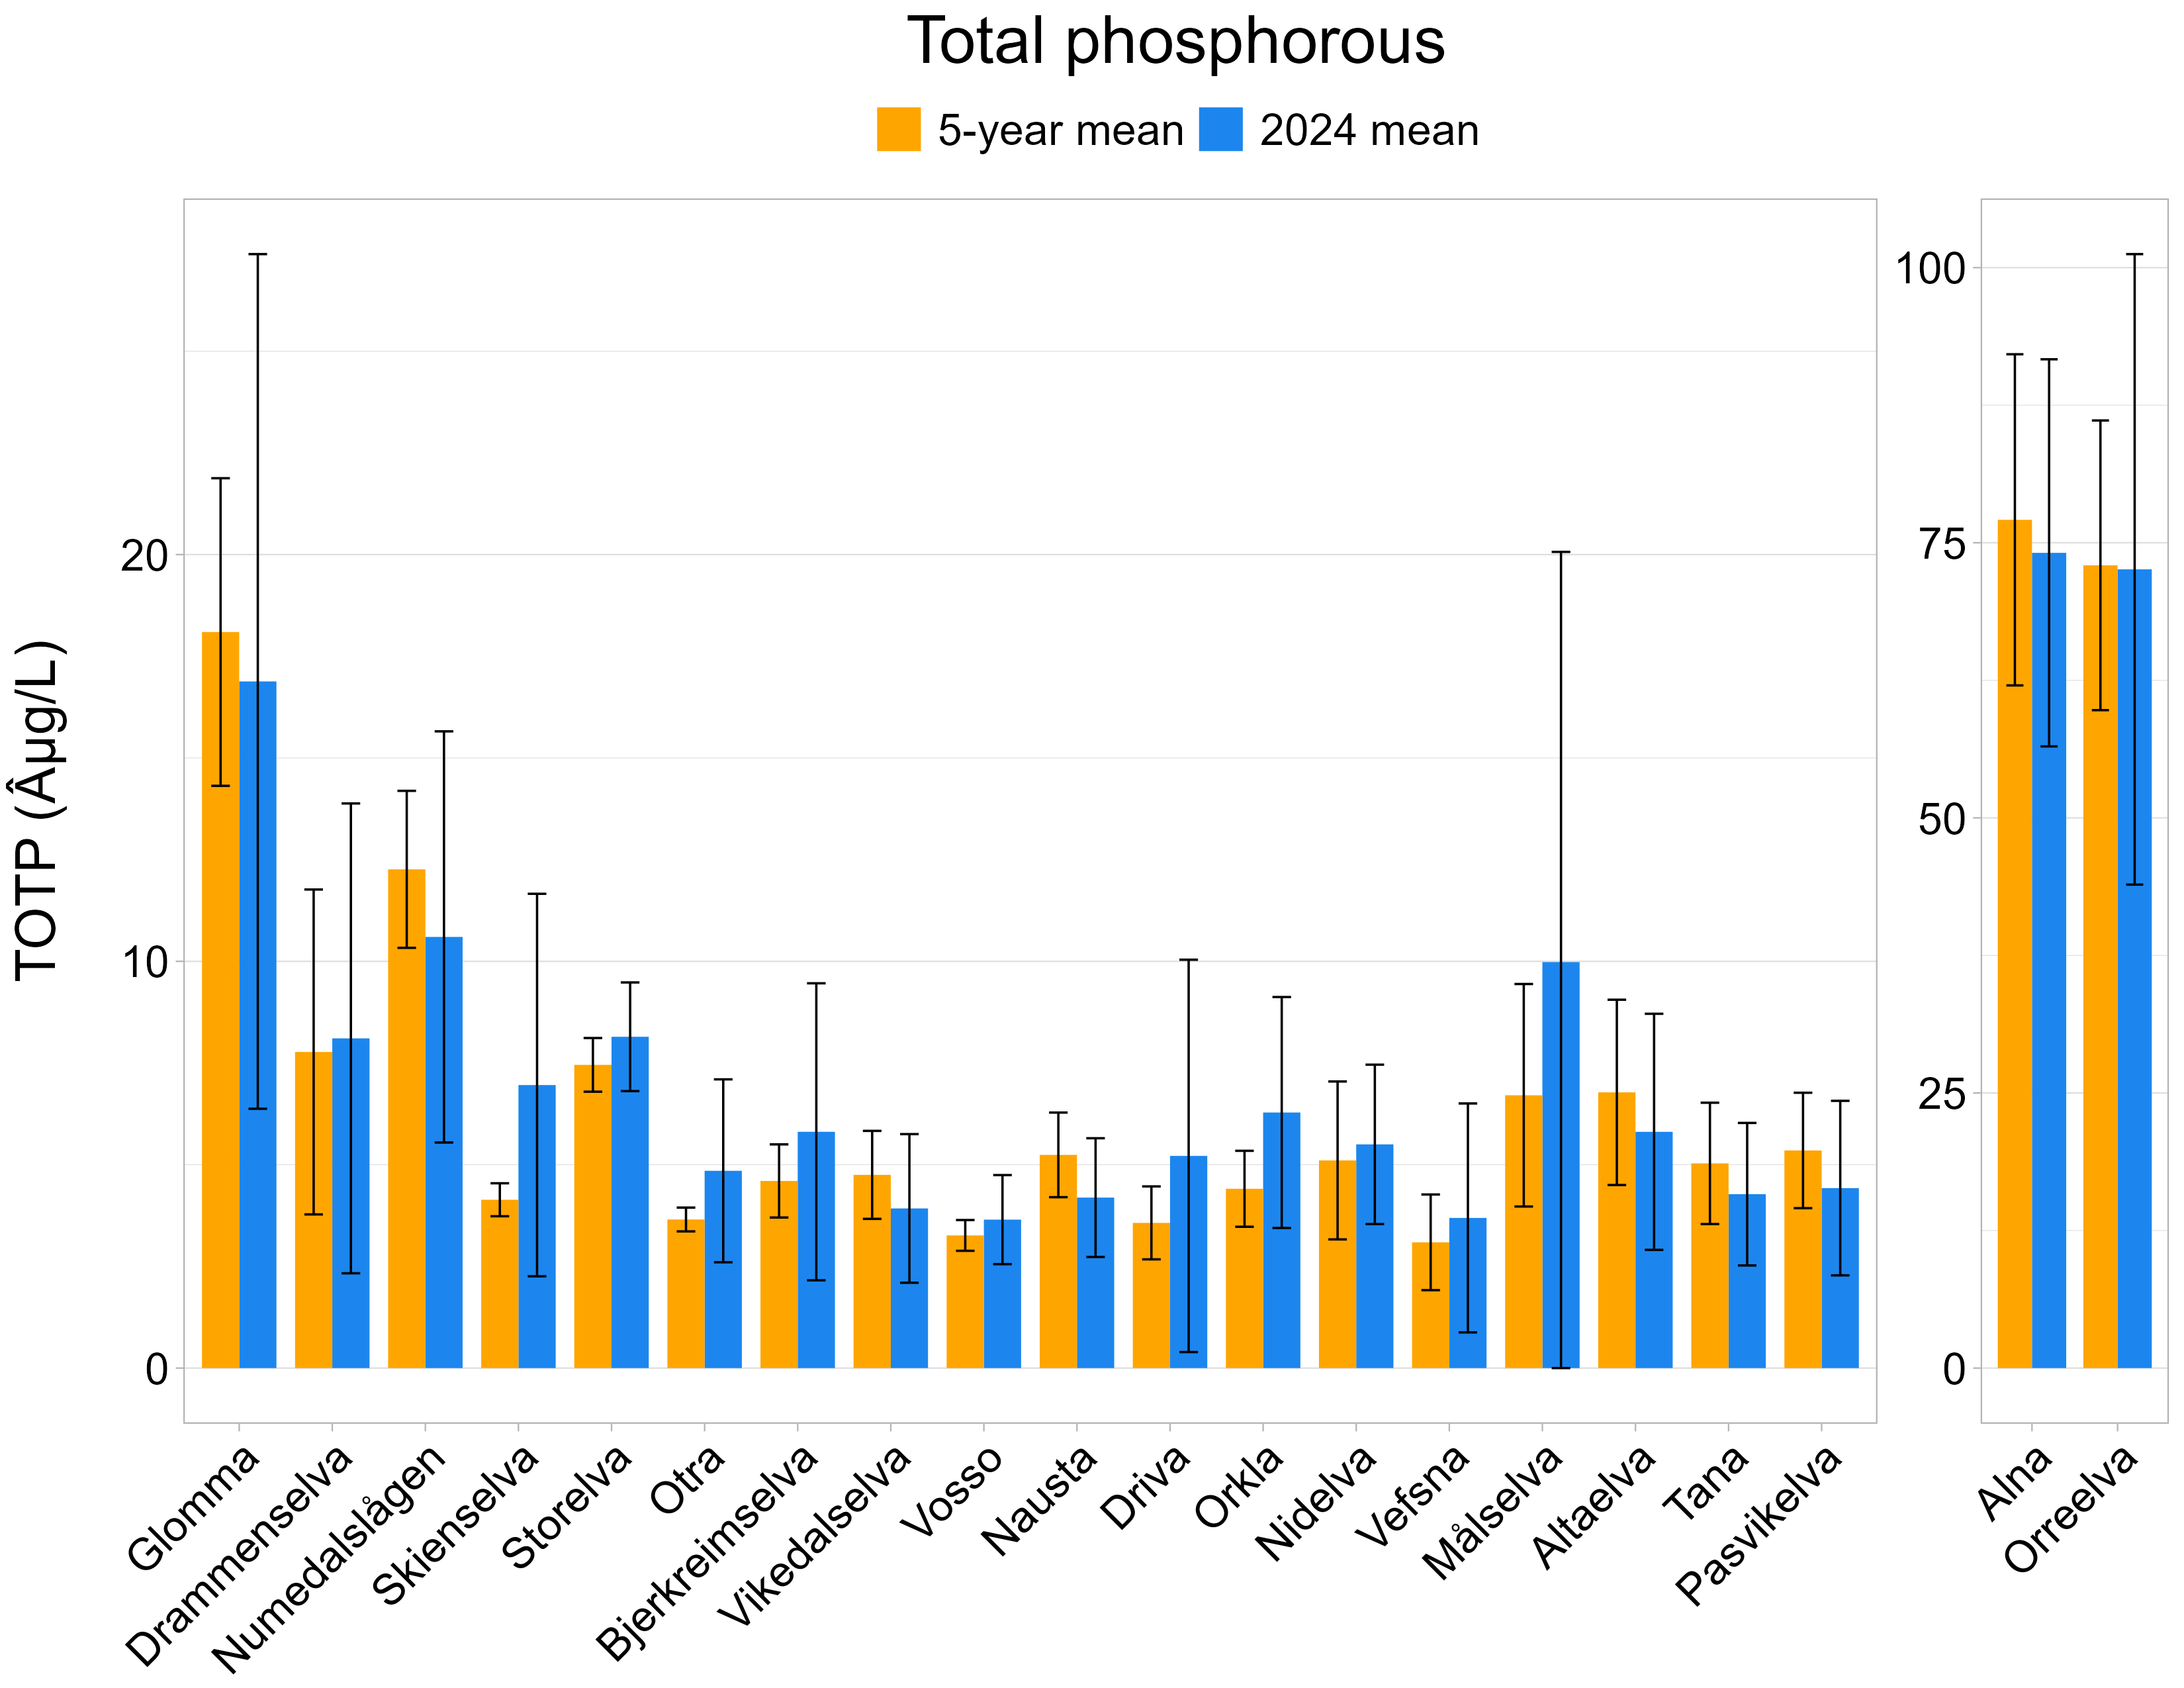 Total phosphorous
5-year mean 2024 mean
TOTP (Âµg/L)
20
10
0
100
75
50
25
0
Glomma
Drammenselva
Numedalslågen
Skienselva
Storelva
Otra
Bjerkreimselva
Vikedalselva
Vosso
Nausta
Driva
Orkla
Nidelva
Vefsna
Målselva
Altaelva
Tana
Pasvikelva
Alna
Orreelva